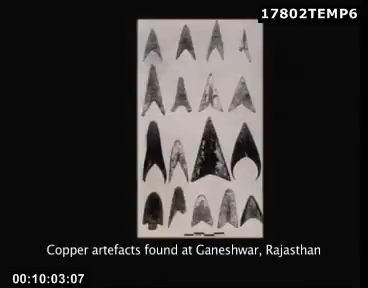 17802TEMP6
Copper artefacts found at Ganeshwar, Rajasthan
00:10:03:07